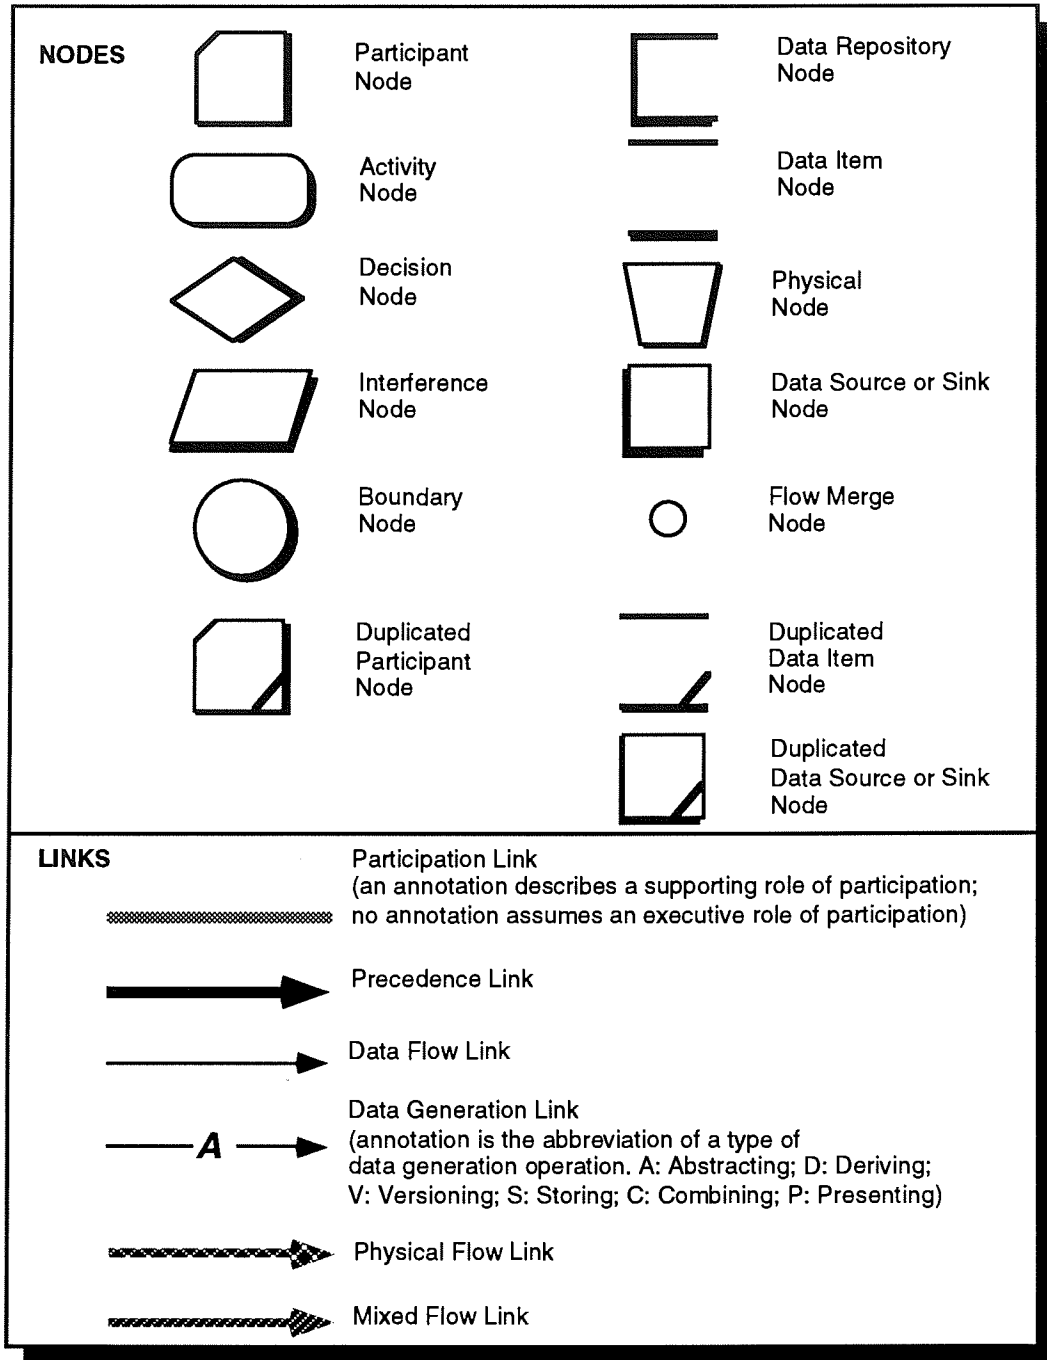 NODES
Participant
Node
Activity
Node
Decision
Node
Interference
Node
Boundary
Node
Duplicated
Participant
Node
Data Repository
Node
Data Item
Node
Physical
Node
Data Source or Sink
Node
Flow Merge
Node
Duplicated
Data Item
Node
Duplicated
Data Source or Sink
Node
LINKS
Participation Link
(an annotation describes a supporting role of participation;
no annotation assumes an executive role of participation)
Precedence Link
Data Flow Link
A
Data Generation Link
(annotation is the abbreviation of a type of
data generation operation. A: Abstracting; D: Deriving;
V: Versioning; S: Storing; C: Combining; P: Presenting)
Physical Flow Link
Mixed Flow Link